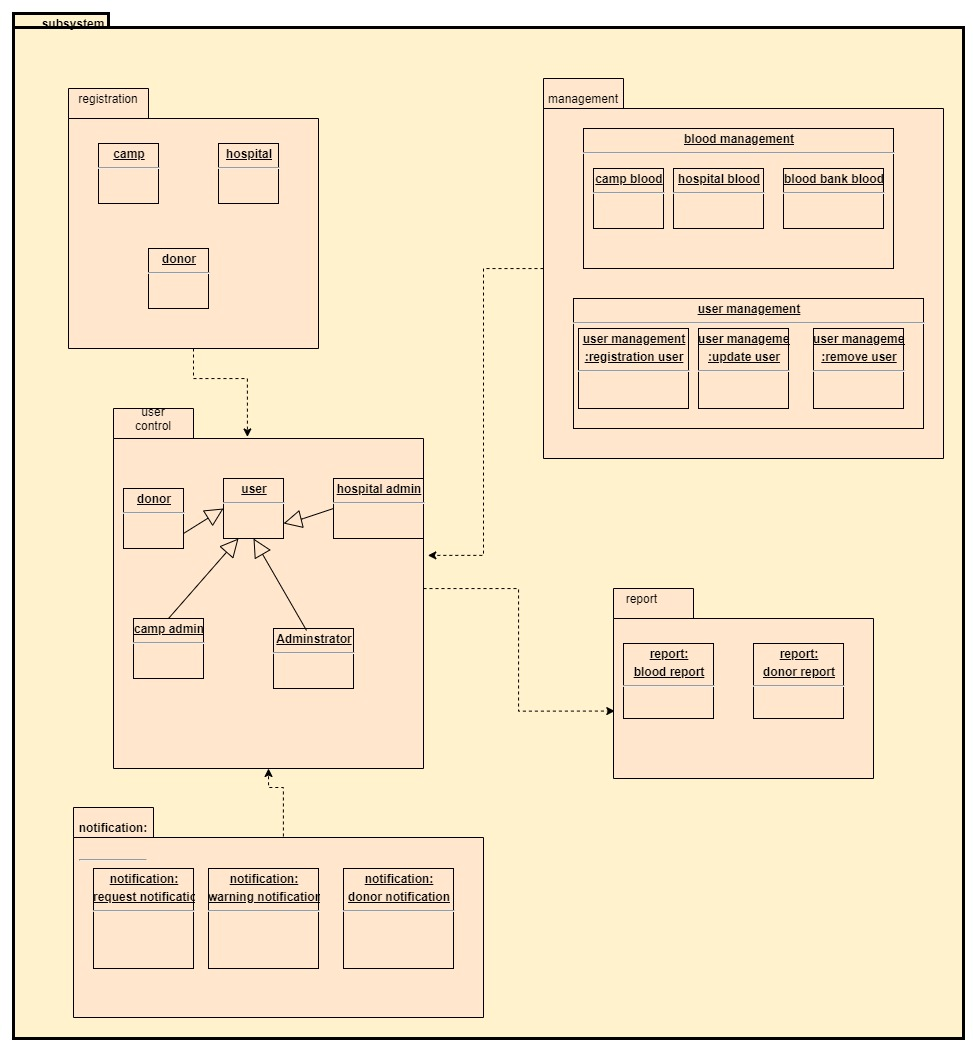 subsystem
registration
camp
hospital
donor
management
blood management
camp blood
hospital blood
blood bank blood
user management
user management
:registration user
user manageme
:update user
user manageme
:remove user
user
control
donor
user
hospital admin
camp admin
Adminstrator
report
report:
blood report
report:
donor report
notification:
notification:
request notificatic
notification:
warning notification
notification:
donor notification